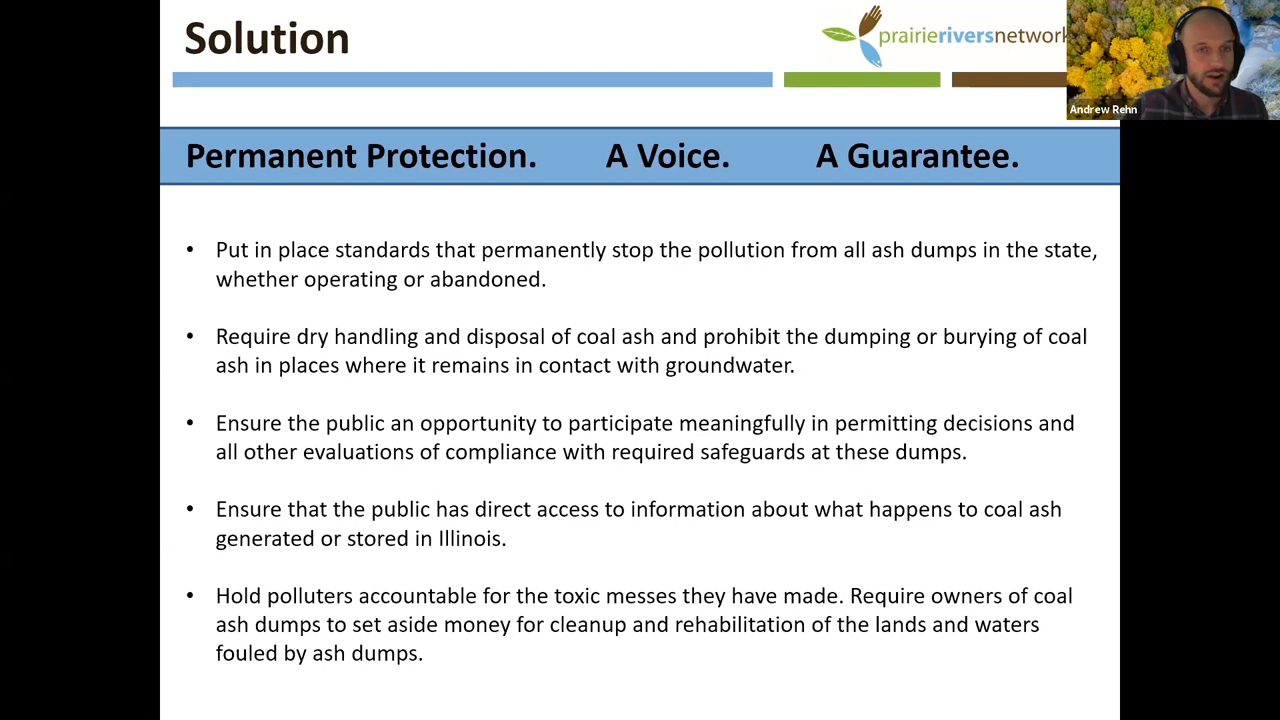 Solution
prairieriversnetwork
Andrew Rehn
Permanent Protection. A Voice. A Guarantee.
• Put in place standards that permanently stop the pollution from all ash dumps in the state,
whether operating or abandoned.
• Require dry handling and disposal of coal ash and prohibit the dumping or burying of coal
ash in places where it remains in contact with groundwater.
• Ensure the public an opportunity to participate meaningfully in permitting decisions and
all other evaluations of compliance with required safeguards at these dumps.
• Ensure that the public has direct access to information about what happens to coal ash
generated or stored in Illinois.
• Hold polluters accountable for the toxic messes they have made. Require owners of coal
ash dumps to set aside money for cleanup and rehabilitation of the lands and waters
fouled by ash dumps.